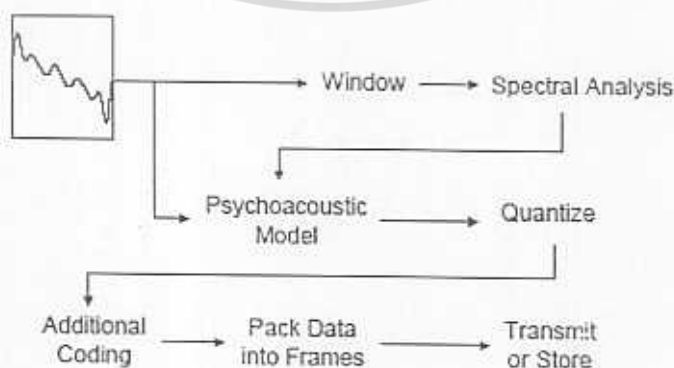 Window
Spectral Analysis
Psychoacoustic
Model
Quantize
Additional
Coding
Pack Data
into Frames
Transmit
or Store